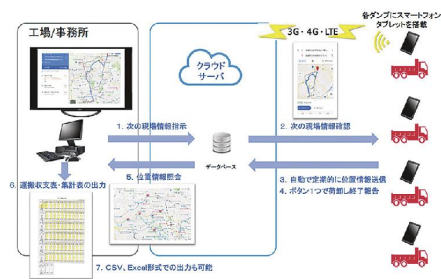 工場/事務所
クラウド
サーバ
3G・4G・LTE
各ダンプにスマートフォン
タブレットを搭載
1. 次の現場情報指示
2. 次の現場情報確認
データベース
3. 自動で定期的に位置情報送信
4. ボタン1つで荷卸し終了報告
5. 位置情報照会
6. 運搬収支表・集計表の出力
7. CSV、Excel形式での出力も可能